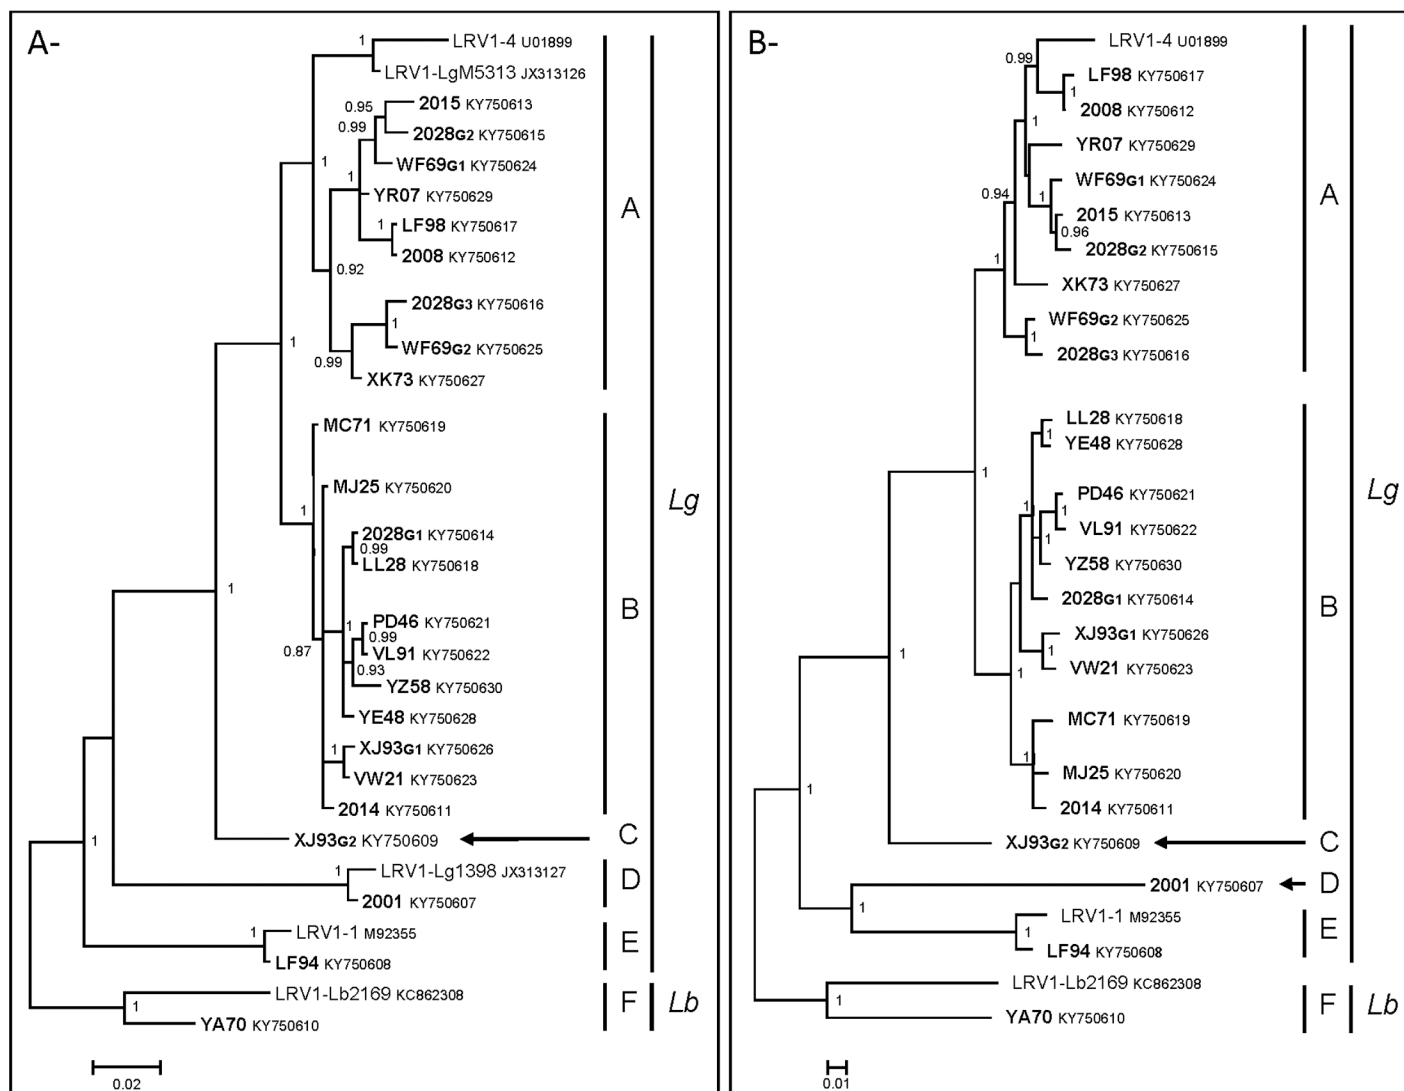 A-
1
LRV1-4 U01899
LRV1-LgM5313 JX313126
0.95
2015 KY750613
0.99
2028G2 KY750615
1
WF69G1 KY750624
1
YR07 KY750629
A
1
LF98 KY750617
2008 KY750612
0.92
2028G3 KY750616
1
1
WF69G2 KY750625
0.99
XK73 KY750627
MC71 KY750619
MJ25 KY750620
Lg
1
2028G1 KY750614
0.99
LL28 KY750618
1
B
PD46 KY750621
1
0.99
0.87
VL91 KY750622
0.93
YZ58 KY750630
YE48 KY750628
1
XJ93G1 KY750626
VW21 KY750623
2014 KY750611
XJ93G2 KY750609
C
1
1
LRV1-Lg1398 JX313127
D
2001 KY750607
1
LRV1-1 M92355
E
LF94 KY750608
LRV1-Lb2169 KC862308
1
F
Lb
YA70 KY750610
0.02
B-
LRV1-4 U01899
0.99
LF98 KY750617
1
2008 KY750612
1
YR07 KY750629
WF69G1 KY750624
A
0.94
1
2015 KY750613
0.96
2028G2 KY750615
1
XK73 KY750627
WF69G2 KY750625
1
2028G3 KY750616
LL28 KY750618
1
YE48 KY750628
1
Lg
PD46 KY750621
1
1
VL91 KY750622
1
YZ58 KY750630
2028G1 KY750614
B
XJ93G1 KY750626
1
1
VW21 KY750623
1
MC71 KY750619
1
MJ25 KY750620
1
2014 KY750611
XJ93G2 KY750609
C
2001 KY750607
D
1
LRV1-1 M92355
1
E
LF94 KY750608
LRV1-Lb2169 KC862308
1
F
Lb
YA70 KY750610
0.01